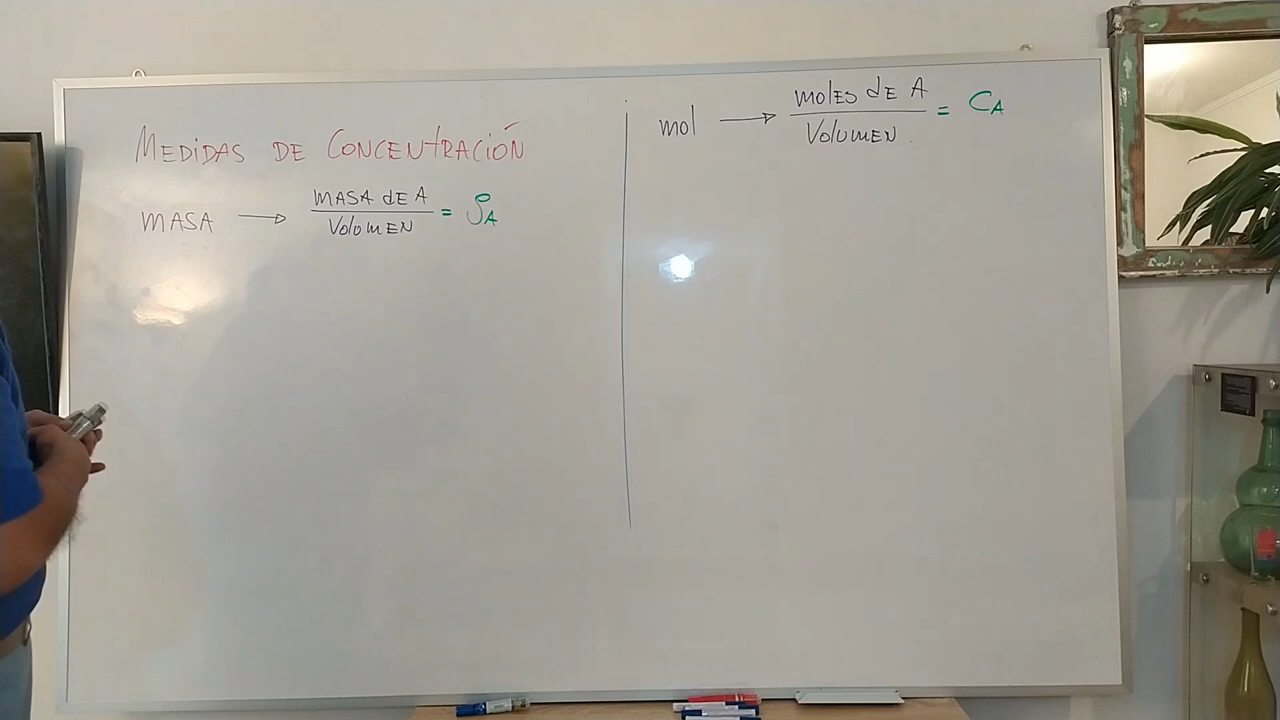 MEDIDAS DE CONCENTRACIÓN
MASA → MASA dE A / VolUMEN = ρA
mol → molES dE A / VolUMEN = CA